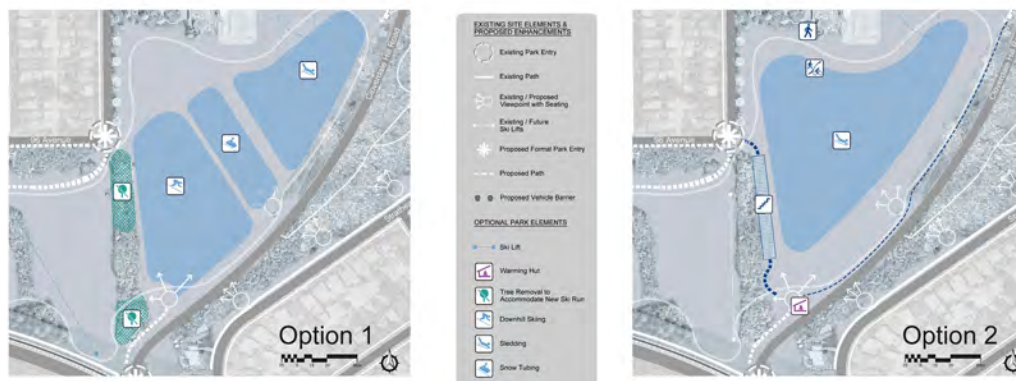 Option 1
EXISTING SITE ELEMENTS &
PROPOSED ENHANCEMENTS
Existing Park Entry
Existing Path
Existing / Proposed
Viewpoint with Seating
Existing / Future
Ski Lifts
Proposed Formal Park Entry
Proposed Path
Proposed Vehicle Barrier
OPTIONAL PARK ELEMENTS
Ski Lift
Warming Hut
Tree Removal to
Accommodate New Ski Run
Downhill Skiing
Sledding
Snow Tubing
Option 2